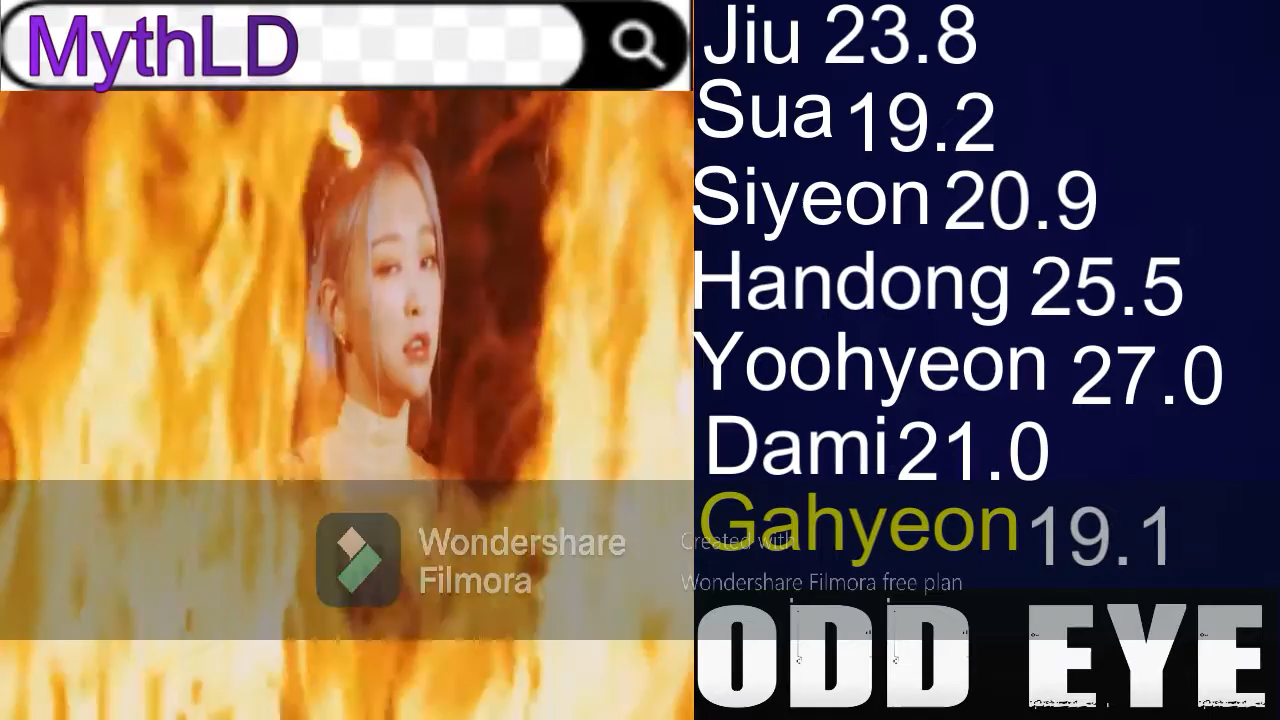 MythLD
Jiu 23.8
Sua 19.2
Siyeon 20.9
Handong 25.5
Yoohyeon 27.0
Dami 21.0
Gahyeon 19.1
Wondershare
Filmora
Created with
Wondershare Filmora free plan
ODD EYE